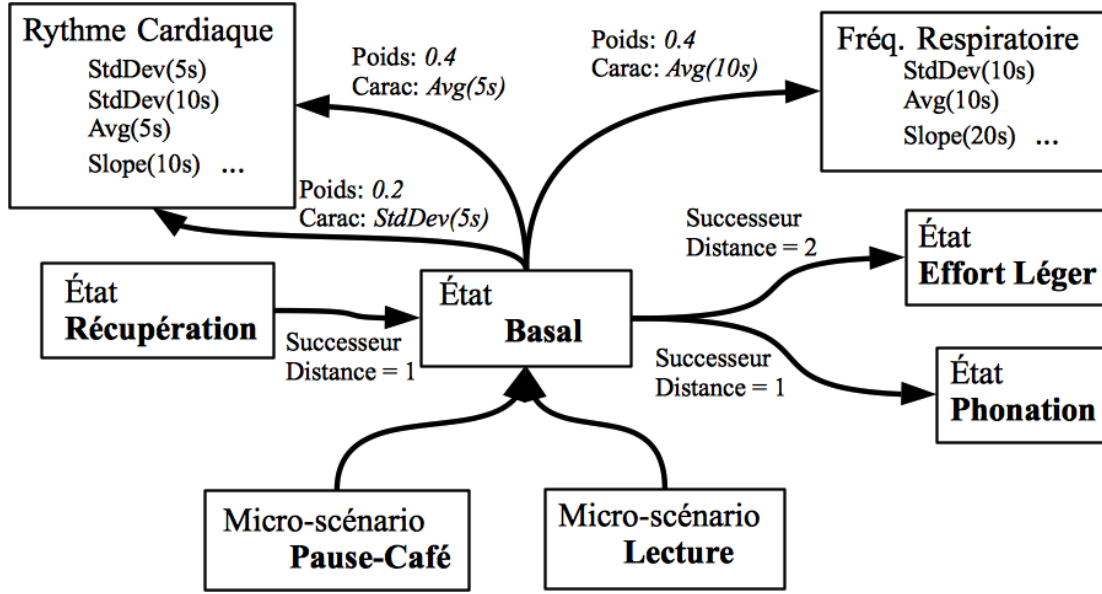 Rythme Cardiaque
StdDev(5s)
StdDev(10s)
Avg(5s)
Slope(10s) ...
Poids: 0.4
Carac: Avg(5s)
Poids: 0.4
Carac: Avg(10s)
Fréq. Respiratoire
StdDev(10s)
Avg(10s)
Slope(20s) ...
Poids: 0.2
Carac: StdDev(5s)
État
Récupération
Successeur
Distance = 1
État
Basal
Successeur
Distance = 2
État
Effort Léger
Successeur
Distance = 1
État
Phonation
Micro-scénario
Pause-Café
Micro-scénario
Lecture